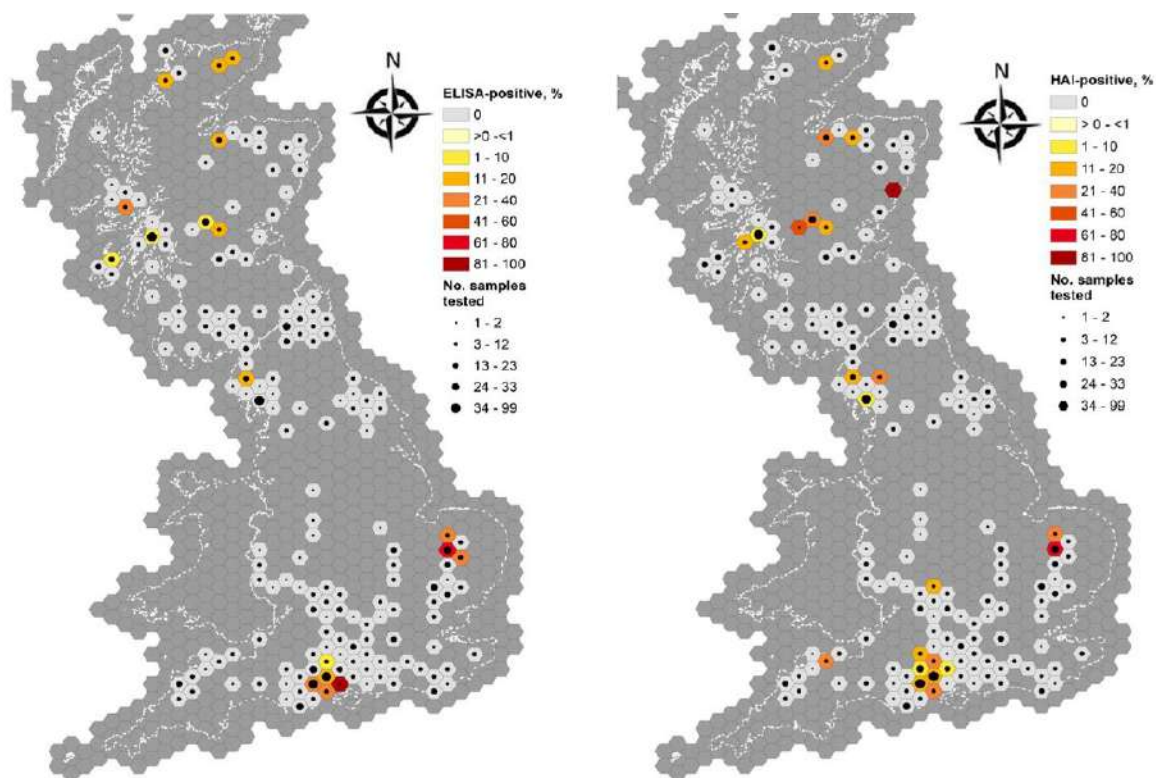 N
ELISA-positive, %
0
>0 - <1
1 - 10
11 - 20
21 - 40
41 - 60
61 - 80
81 - 100
No. samples
tested
1 - 2
3 - 12
13 - 23
24 - 33
34 - 99
N
HAI-positive, %
0
> 0 - <1
1 - 10
11 - 20
21 - 40
41 - 60
61 - 80
81 - 100
No. samples
tested
1 - 2
3 - 12
13 - 23
24 - 33
34 - 99